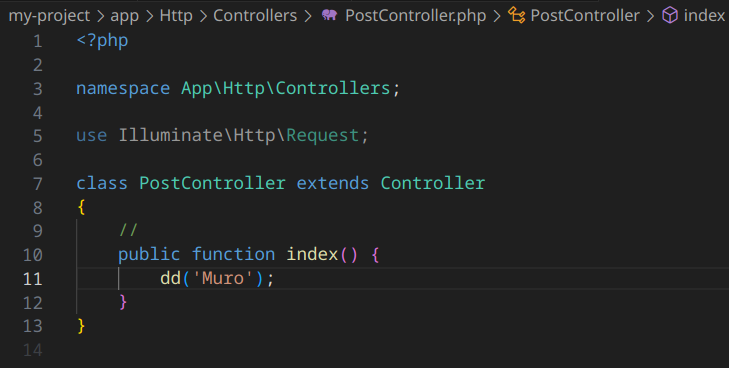 my-project > app > Http > Controllers > PostController.php > PostController > index
1 <?php
2
3 namespace App\Http\Controllers;
4
5 use Illuminate\Http\Request;
6
7 class PostController extends Controller
8 {
9     //
10     public function index() {
11         dd('Muro');
12     }
13 }
14